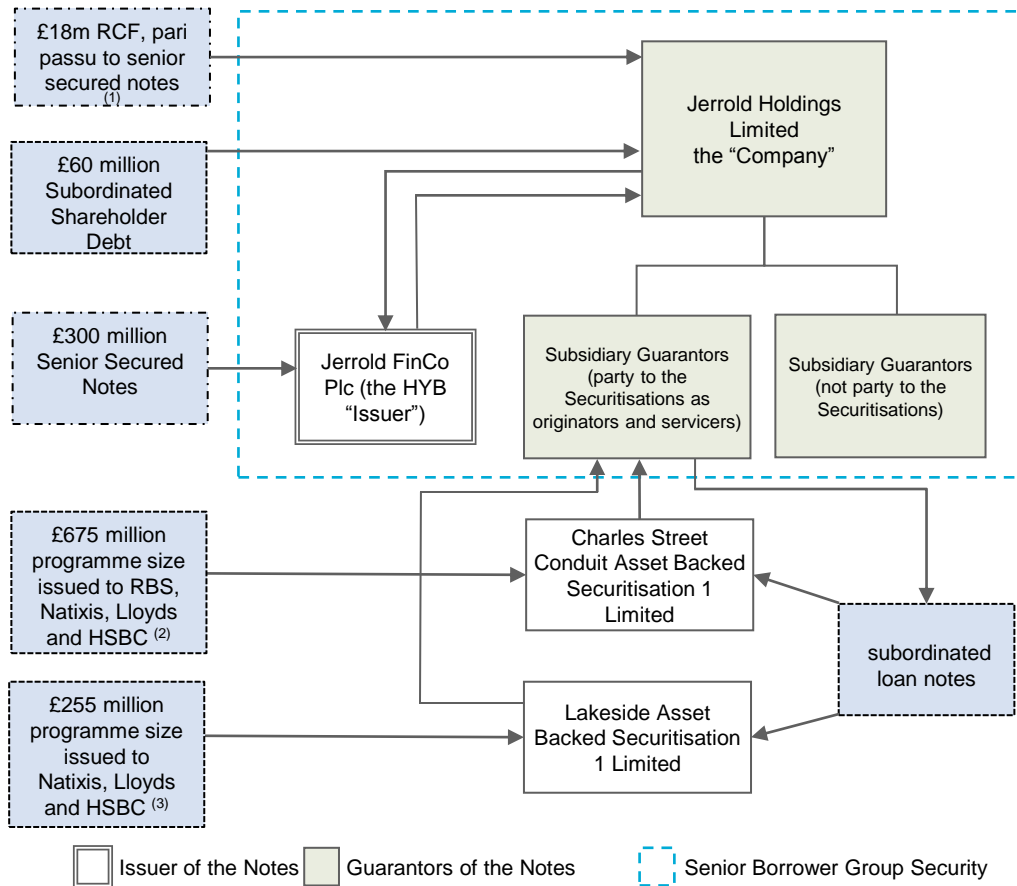 £18m RCF, pari
passu to senior
secured notes
(1)
Jerrold Holdings
Limited
the “Company”
£60 million
Subordinated
Shareholder
Debt
£300 million
Senior Secured
Notes
Jerrold FinCo
Plc (the HYB
“Issuer”)
Subsidiary Guarantors
(party to the
Securitisations as
originators and servicers)
Subsidiary Guarantors
(not party to the
Securitisations)
£675 million
programme size
issued to RBS,
Natixis, Lloyds
and HSBC (2)
Charles Street
Conduit Asset Backed
Securitisation 1
Limited
subordinated
loan notes
£255 million
programme size
issued to
Natixis, Lloyds
and HSBC (3)
Lakeside Asset
Backed Securitisation
1 Limited
Issuer of the Notes
Guarantors of the Notes
Senior Borrower Group Security